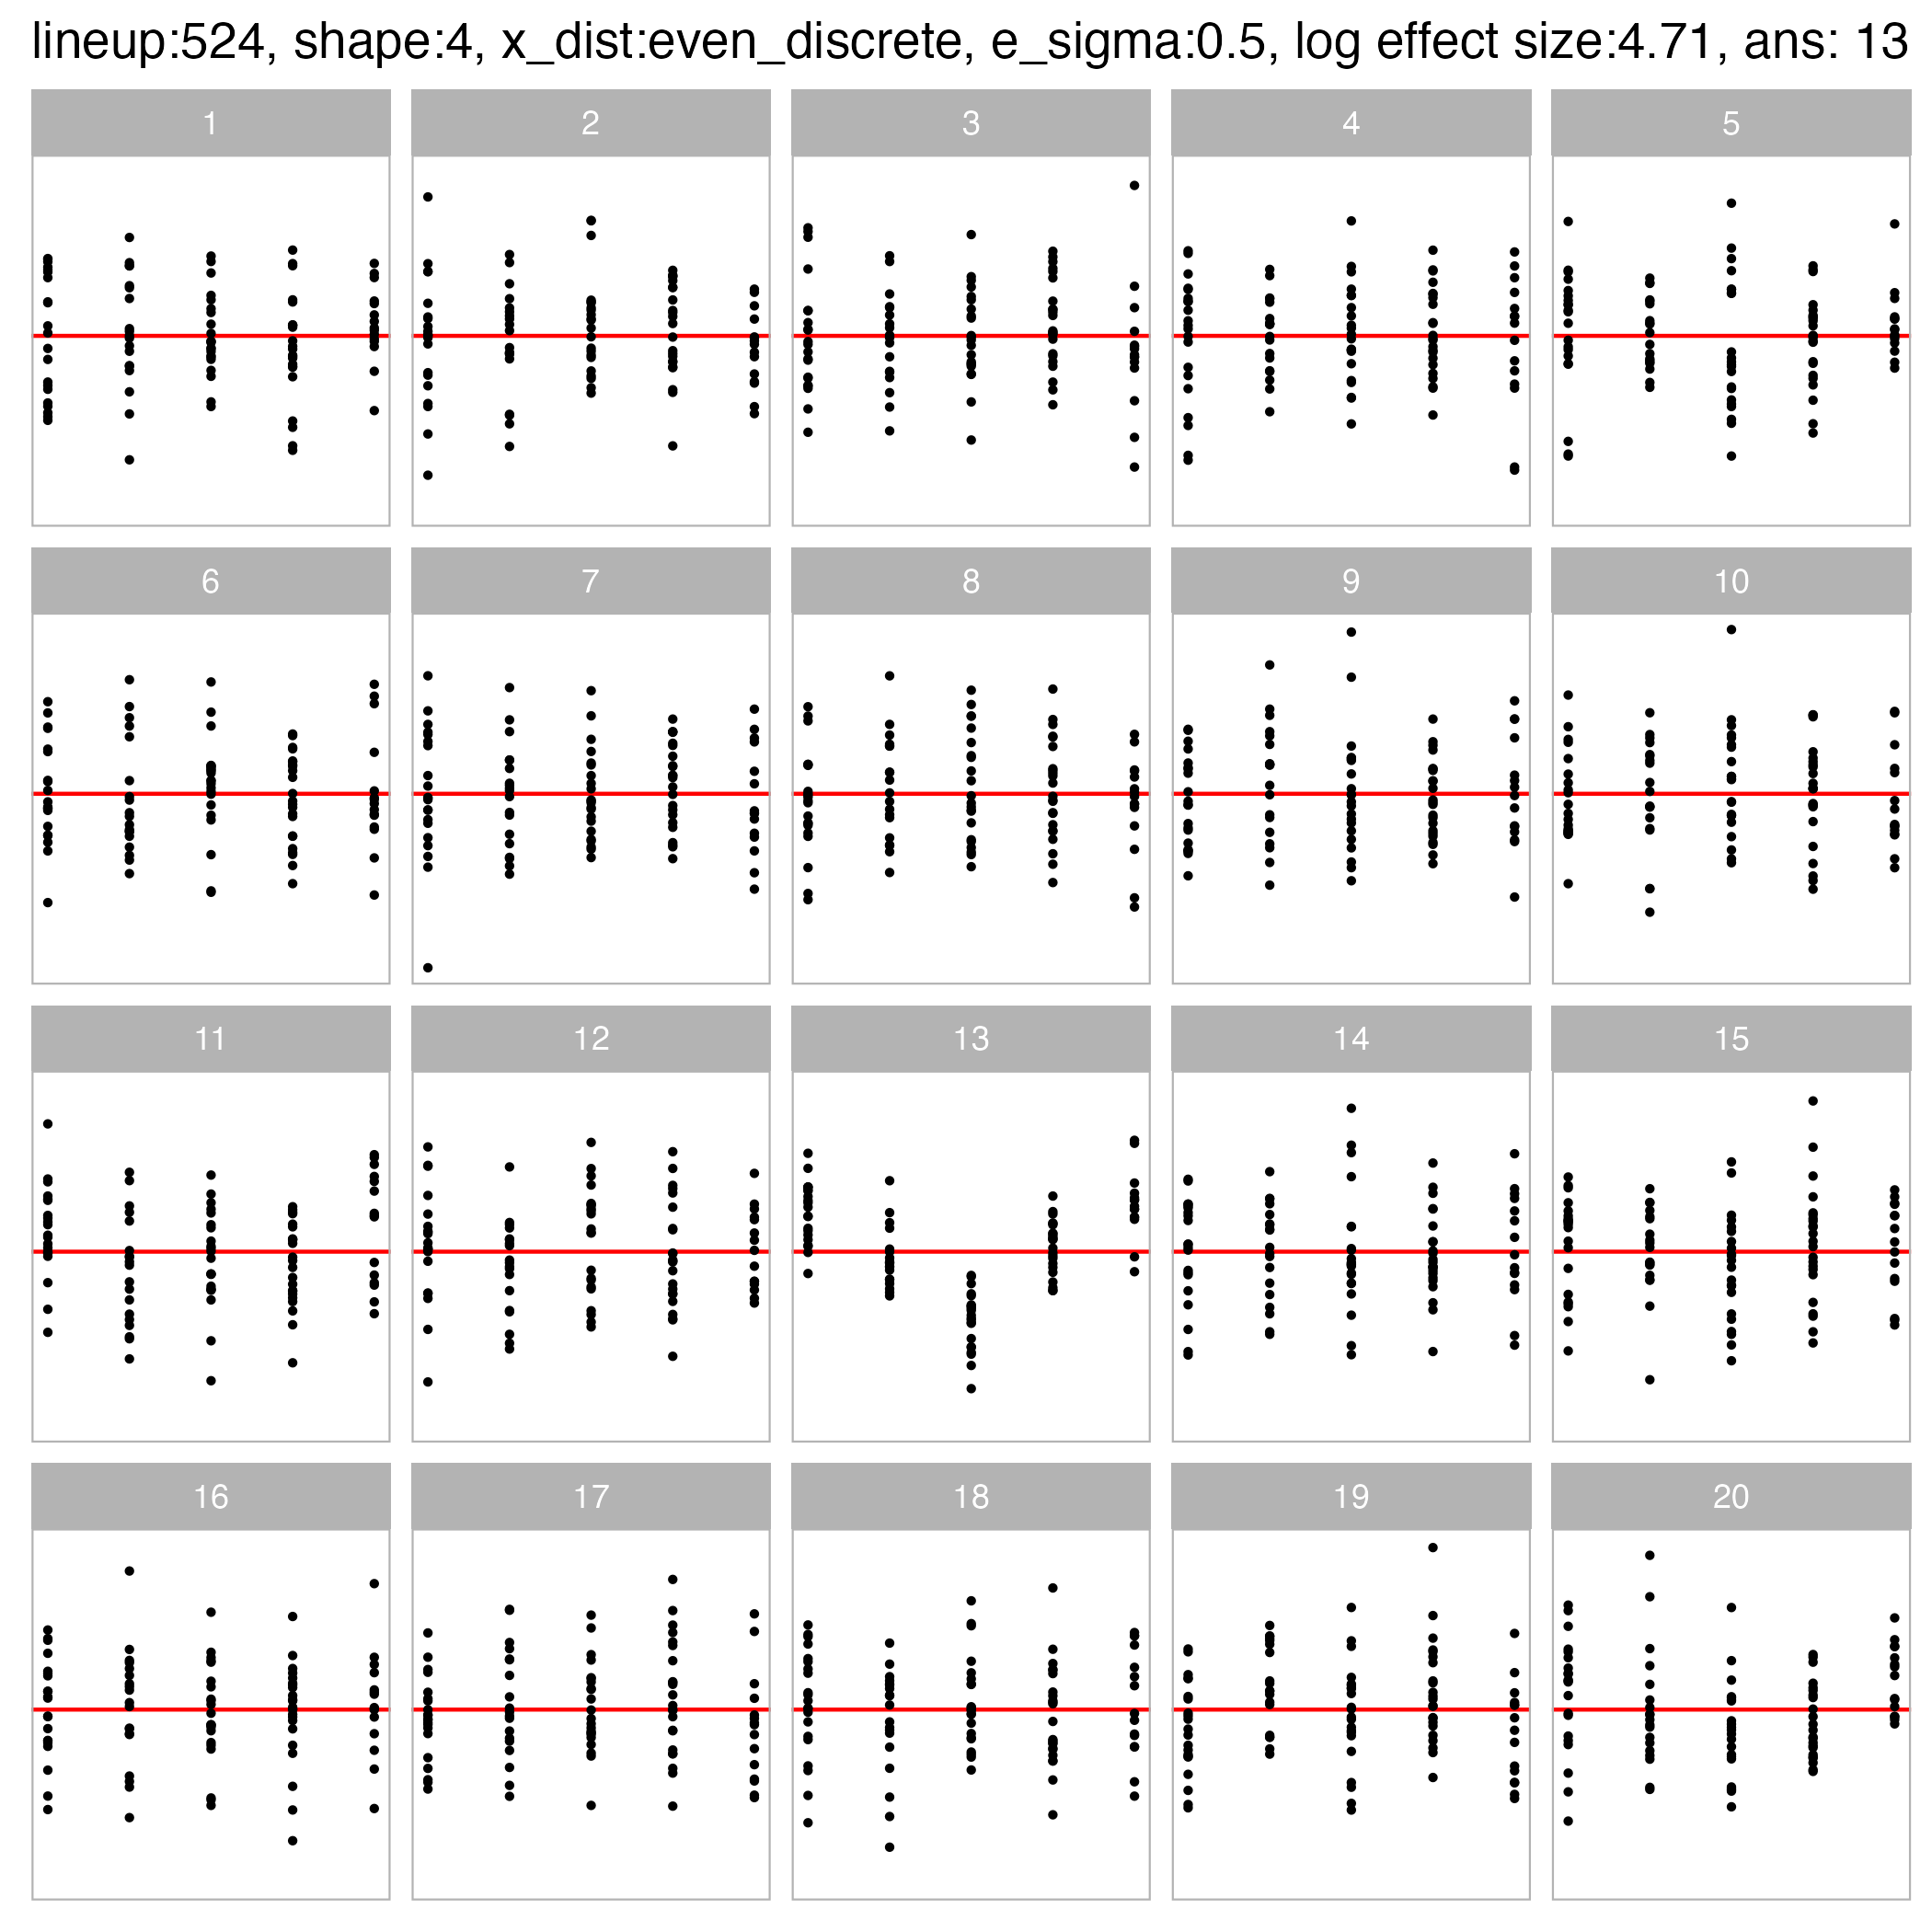 lineup:524, shape:4, x_dist:even_discrete, e_sigma:0.5, log effect size:4.71, ans: 13
1 2 3 4 5
6 7 8 9 10
11 12 13 14 15
16 17 18 19 20